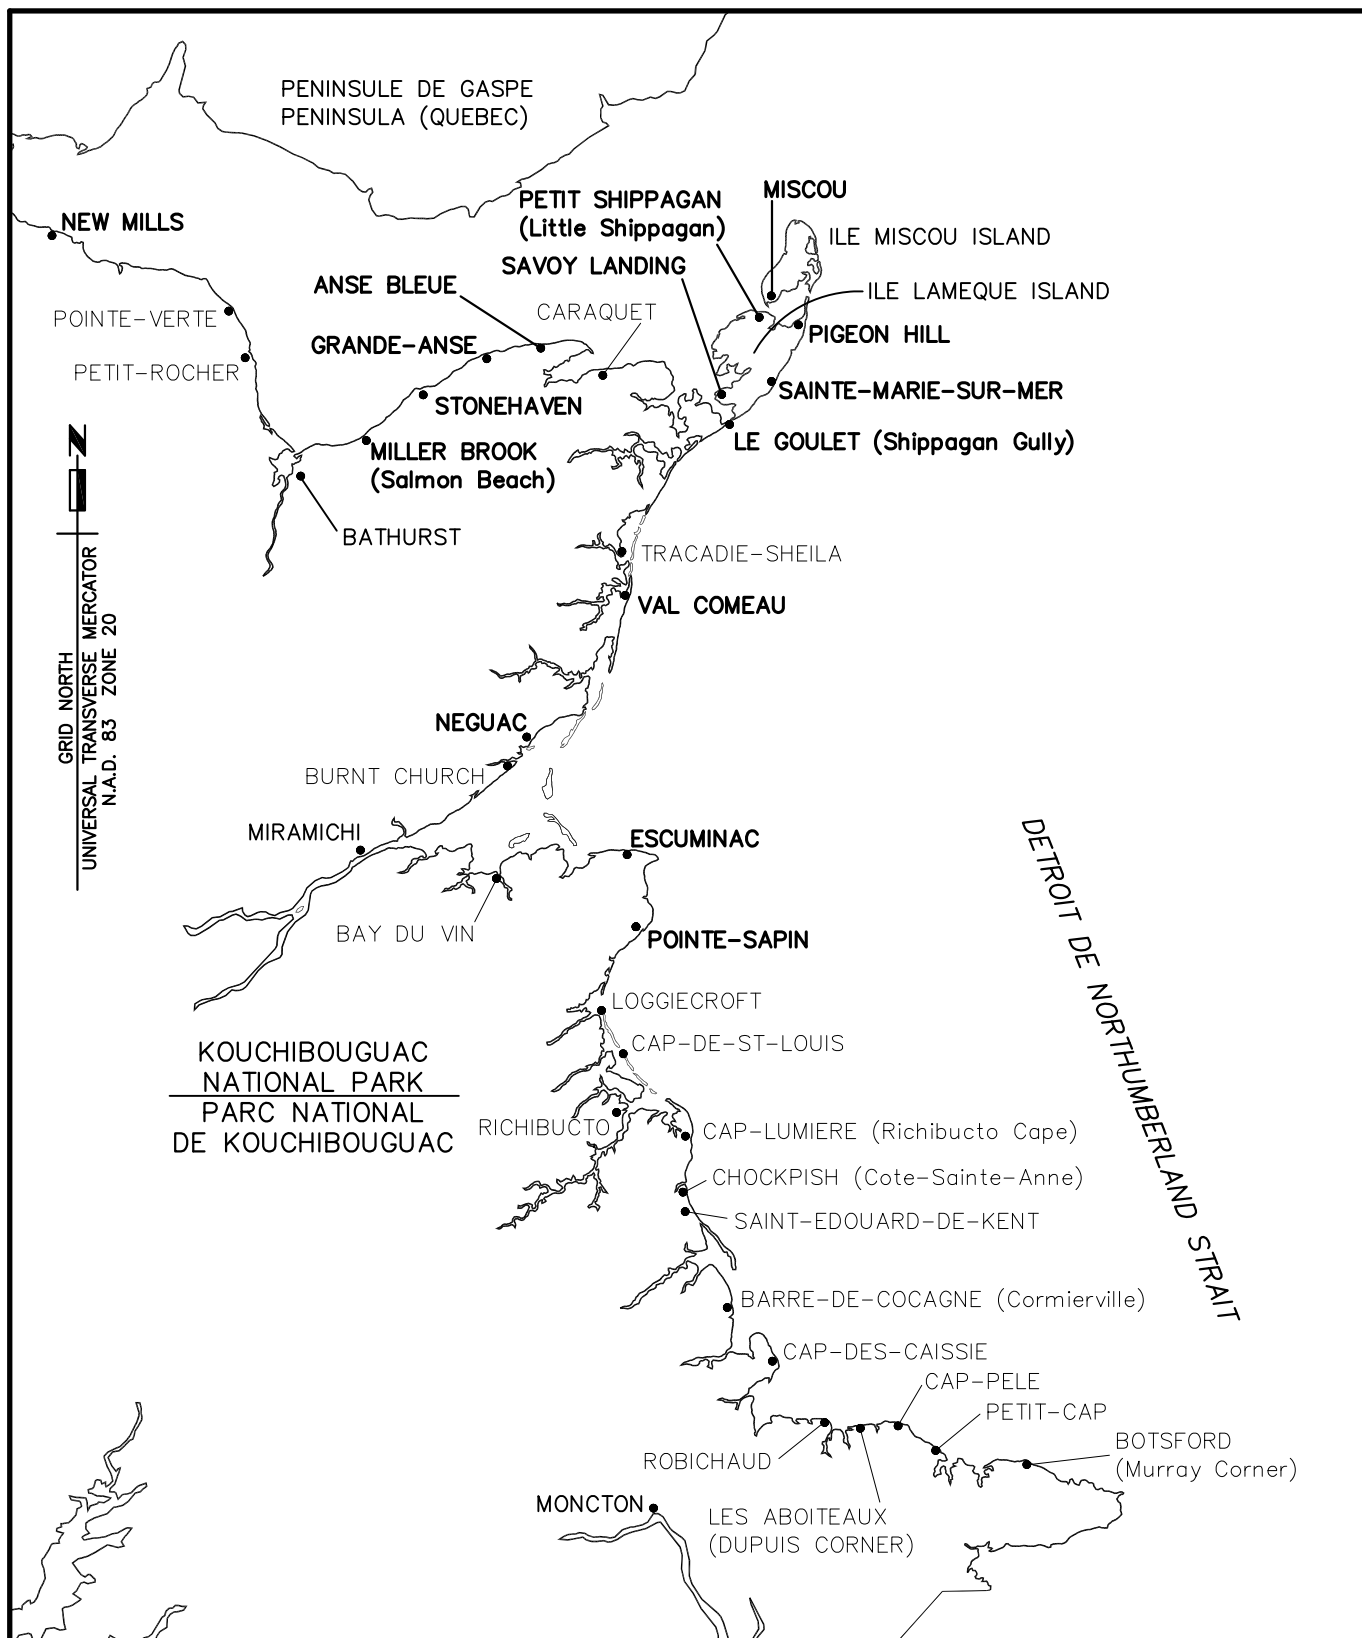 PENINSULE DE GASPE
PENINSULA (QUEBEC)
PETIT SHIPPAGAN
(Little Shippagan)
MISCOU
NEW MILLS
ILE MISCOU ISLAND
SAVOY LANDING
ANSE BLEUE
ILE LAMEQUE ISLAND
CARAQUET
POINTE-VERTE
PIGEON HILL
GRANDE-ANSE
PETIT-ROCHER
SAINTE-MARIE-SUR-MER
STONEHAVEN
LE GOULET (Shippagan Gully)
MILLER BROOK
(Salmon Beach)
N
BATHURST
TRACADIE-SHEILA
VAL COMEAU
GRID NORTH
UNIVERSAL TRANSVERSE MERCATOR
N.A.D. 83 ZONE 20
NEGUAC
BURNT CHURCH
MIRAMICHI
ESCUMINAC
BAY DU VIN
POINTE-SAPIN
DETROIT DE NORTHUMBERLAND STRAIT
LOGGIECROFT
CAP-DE-ST-LOUIS
KOUCHIBOUGUAC
NATIONAL PARK
PARC NATIONAL
DE KOUCHIBOUGUAC
RICHIBUCTO
CAP-LUMIERE (Richibucto Cape)
CHOCKPISH (Cote-Sainte-Anne)
SAINT-EDOUARD-DE-KENT
BARRE-DE-COCAGNE (Cormierville)
CAP-DES-CAISSIE
CAP-PELE
PETIT-CAP
ROBICHAUD
BOTSFORD
(Murray Corner)
MONCTON
LES ABOITEAUX
(DUPUIS CORNER)